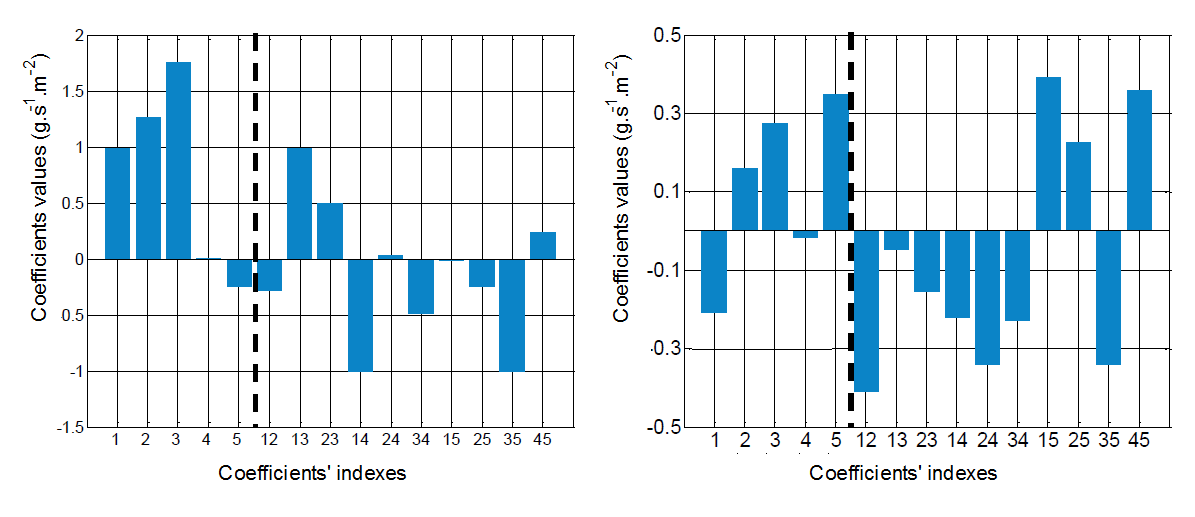 Coefficients values (g.s⁻¹.m⁻²)
2
1.5
1
0.5
0
0.5
-1
-1.5
1 2 3 4 5 12 13 23 14 24 34 15 25 35 45
Coefficients' indexes
Coefficients values (g.s⁻¹.m⁻²)
0.5
0.3
0.1
-0.1
-0.3
-0.5
1 2 3 4 5 12 13 23 14 24 34 15 25 35 45
Coefficients' indexes